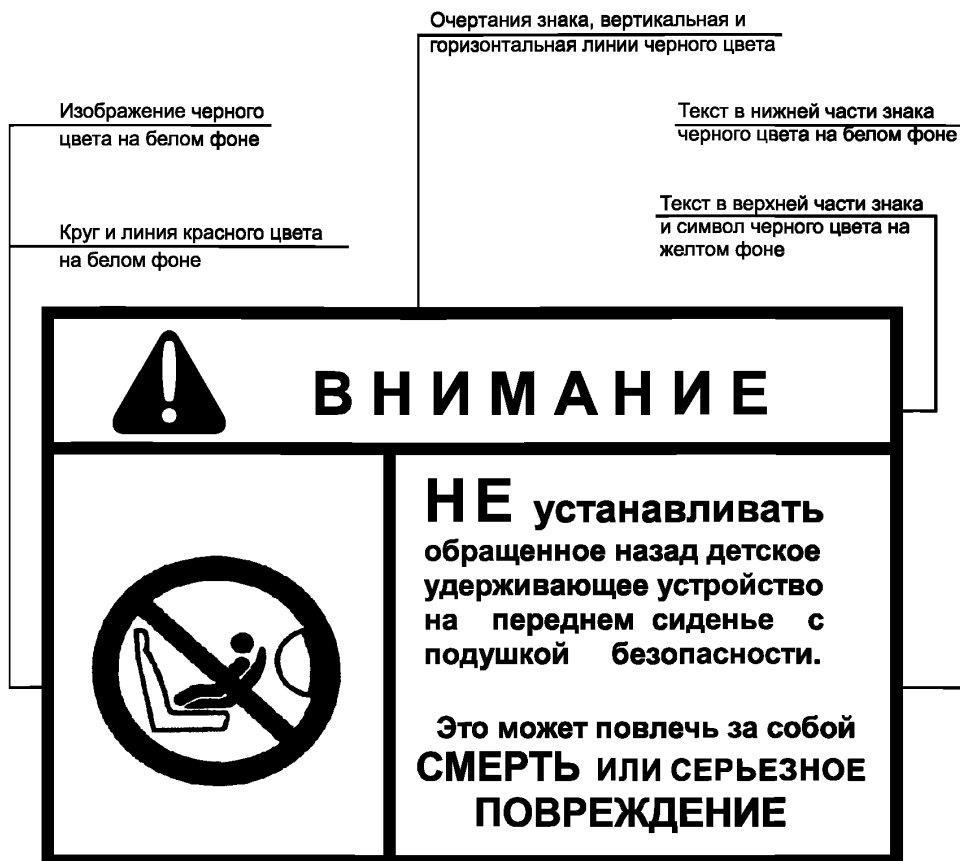 Очертания знака, вертикальная и
горизонтальная линии черного цвета
Изображение черного
цвета на белом фоне
Текст в нижней части знака
черного цвета на белом фоне
Круг и линия красного цвета
на белом фоне
Текст в верхней части знака
и символ черного цвета на
желтом фоне
ВНИМАНИЕ
НЕ устанавливать
обращенное назад детское
удерживающее устройство
на переднем сиденье с
подушкой безопасности.
Это может повлечь за собой
СМЕРТЬ ИЛИ СЕРЬЕЗНОЕ
ПОВРЕЖДЕНИЕ